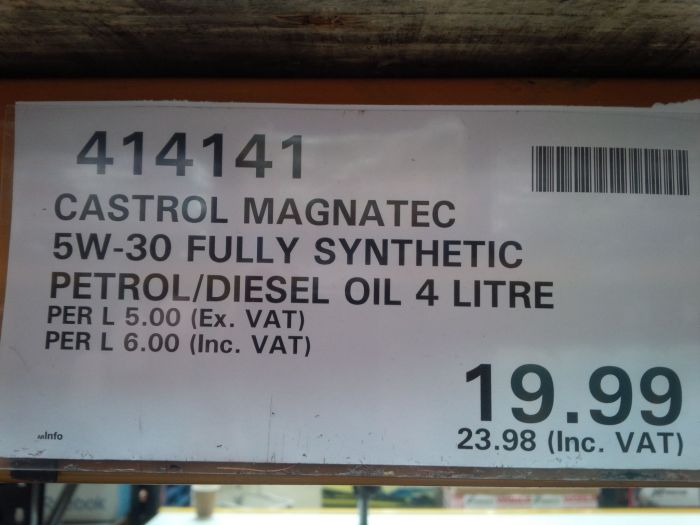 414141
CASTROL MAGNATEC
5W-30 FULLY SYNTHETIC
PETROL/DIESEL OIL 4 LITRE
PER L 5.00 (Ex. VAT)
PER L 6.00 (Inc. VAT)
19.99
23.98 (Inc. VAT)
Info